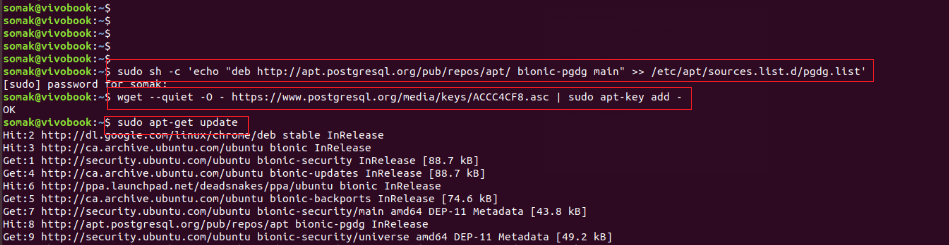 somak@vivobook:~$
somak@vivobook:~$
somak@vivobook:~$
somak@vivobook:~$
somak@vivobook:~$
somak@vivobook:~$ sudo sh -c 'echo "deb http://apt.postgresql.org/pub/repos/apt/ bionic-pgdg main" >> /etc/apt/sources.list.d/pgdg.list'
[sudo] password for somak:
somak@vivobook:~$ wget --quiet -O - https://www.postgresql.org/media/keys/ACCC4CF8.asc | sudo apt-key add -
OK
somak@vivobook:~$ sudo apt-get update
Hit:2 http://dl.google.com/linux/chrome/deb stable InRelease
Hit:3 http://ca.archive.ubuntu.com/ubuntu bionic InRelease
Get:1 http://security.ubuntu.com/ubuntu bionic-security InRelease [88.7 kB]
Get:4 http://ca.archive.ubuntu.com/ubuntu bionic-updates InRelease [88.7 kB]
Hit:6 http://ppa.launchpad.net/deadsnakes/ppa/ubuntu bionic InRelease
Get:5 http://ca.archive.ubuntu.com/ubuntu bionic-backports InRelease [74.6 kB]
Get:7 http://security.ubuntu.com/ubuntu bionic-security/main amd64 DEP-11 Metadata [43.8 kB]
Hit:8 http://apt.postgresql.org/pub/repos/apt bionic-pgdg InRelease
Get:9 http://security.ubuntu.com/ubuntu bionic-security/universe amd64 DEP-11 Metadata [49.2 kB]